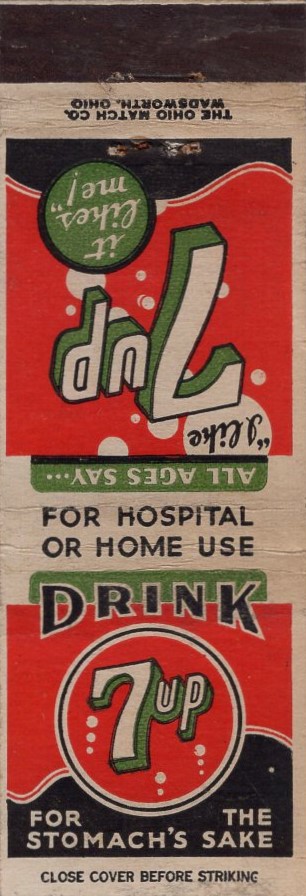 THE OHIO MATCH CO.
WADSWORTH, OHIO
ALL AGES SAY...
"I like
7up
it
likes
me!"
FOR HOSPITAL
OR HOME USE
DRINK
7UP
FOR THE
STOMACH'S SAKE
CLOSE COVER BEFORE STRIKING